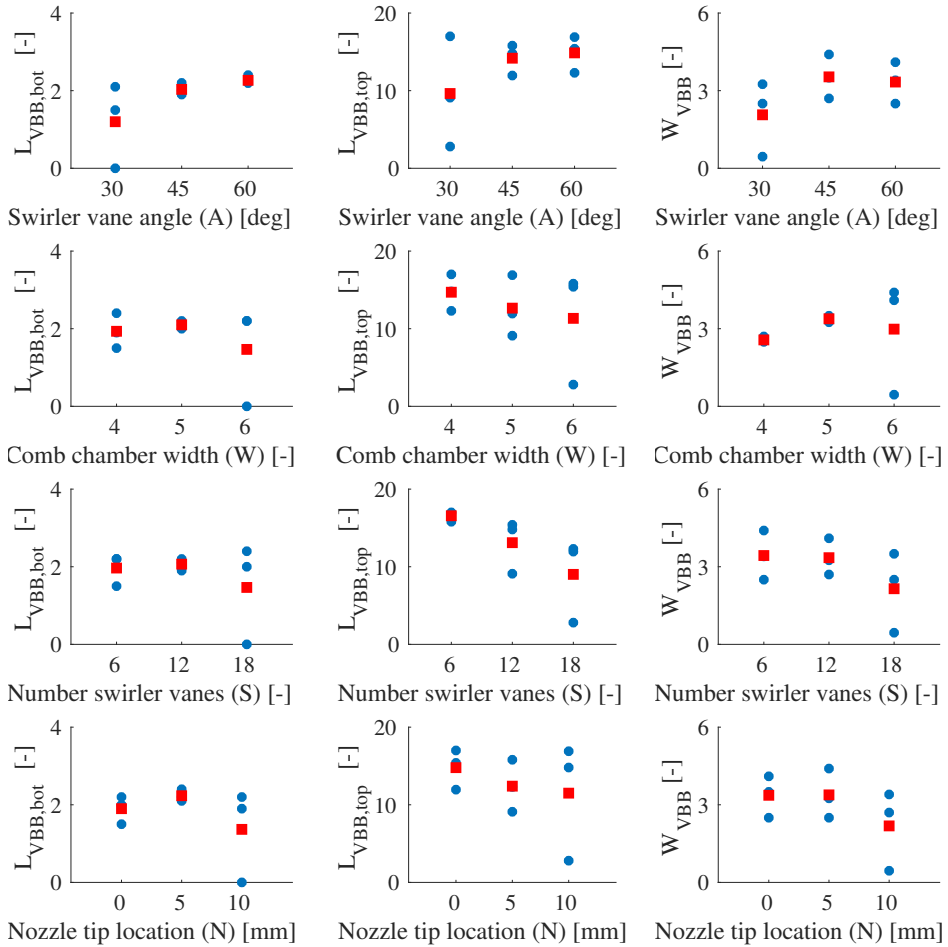 L_VBB,bot [-]
4
2
0
30 45 60
Swirler vane angle (A) [deg]
L_VBB,top [-]
20
10
0
30 45 60
Swirler vane angle (A) [deg]
W_VBB [-]
6
3
0
30 45 60
Swirler vane angle (A) [deg]
L_VBB,bot [-]
4
2
0
4 5 6
Comb chamber width (W) [-]
L_VBB,top [-]
20
10
0
4 5 6
Comb chamber width (W) [-]
W_VBB [-]
6
3
0
4 5 6
Comb chamber width (W) [-]
L_VBB,bot [-]
4
2
0
6 12 18
Number swirler vanes (S) [-]
L_VBB,top [-]
20
10
0
6 12 18
Number swirler vanes (S) [-]
W_VBB [-]
6
3
0
6 12 18
Number swirler vanes (S) [-]
L_VBB,bot [-]
4
2
0
0 5 10
Nozzle tip location (N) [mm]
L_VBB,top [-]
20
10
0
0 5 10
Nozzle tip location (N) [mm]
W_VBB [-]
6
3
0
0 5 10
Nozzle tip location (N) [mm]